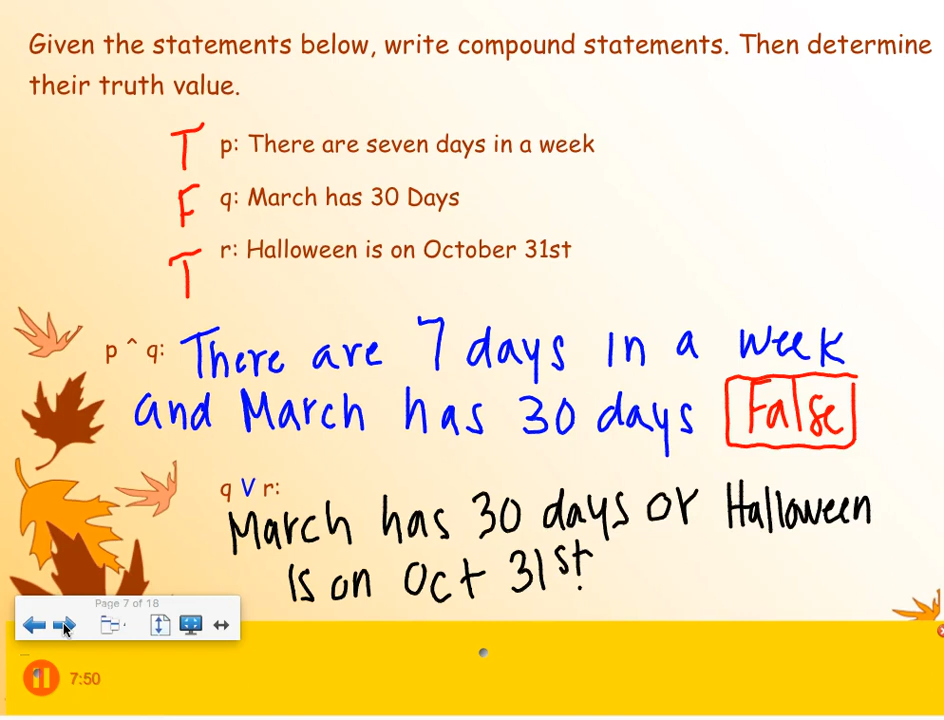 Given the statements below, write compound statements. Then determine
their truth value.
T p: There are seven days in a week
F q: March has 30 Days
T r: Halloween is on October 31st
p ^ q: There are 7 days in a week
and March has 30 days False
q V r:
March has 30 days or Halloween
is on Oct 31st
Page 7 of 18
7:50